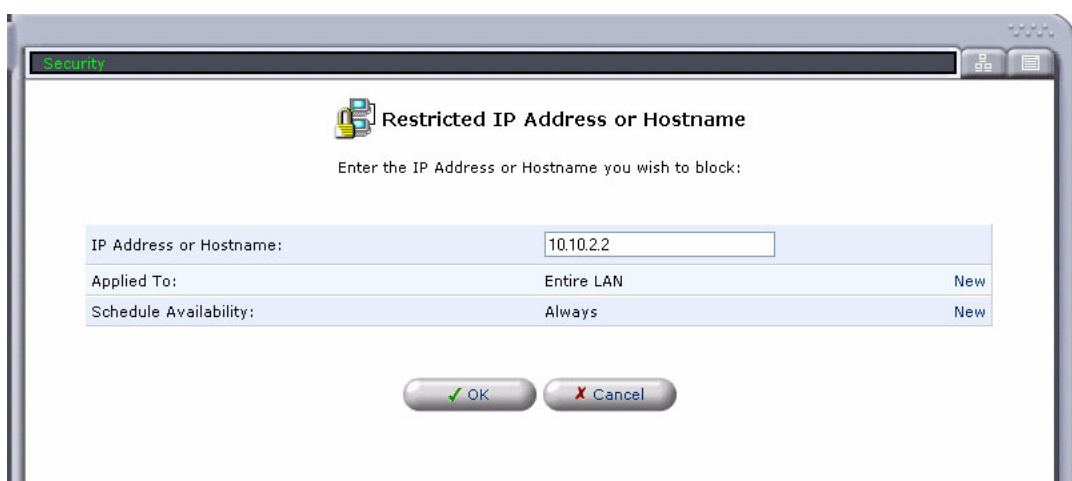 Security
Restricted IP Address or Hostname
Enter the IP Address or Hostname you wish to block:
IP Address or Hostname: 10.10.2.2
Applied To: Entire LAN New
Schedule Availability: Always New
OK Cancel